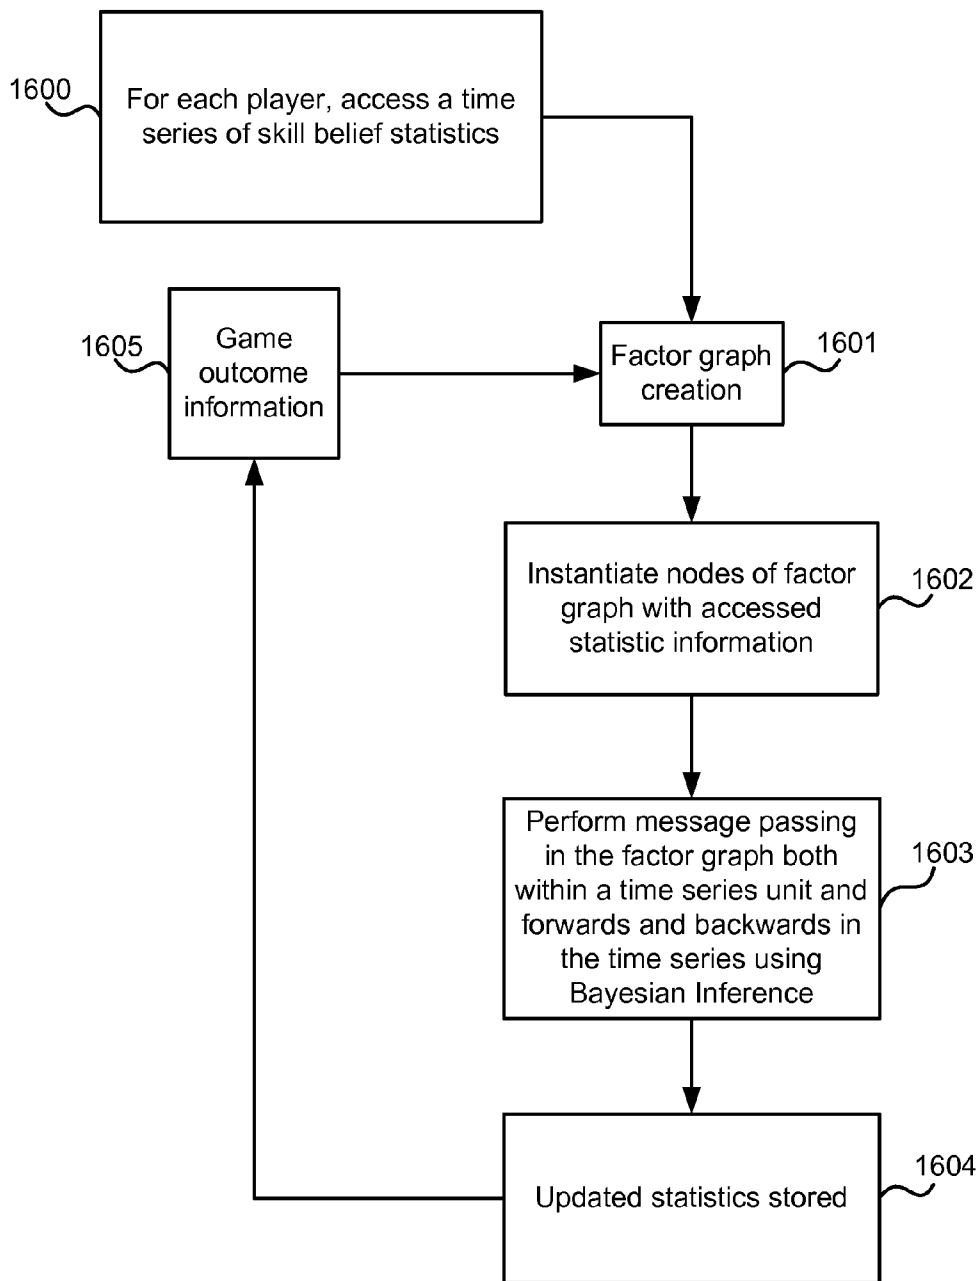 1600
For each player, access a time
series of skill belief statistics
1605
Game
outcome
information
1601
Factor graph
creation
1602
Instantiate nodes of factor
graph with accessed
statistic information
1603
Perform message passing
in the factor graph both
within a time series unit and
forwards and backwards in
the time series using
Bayesian Inference
1604
Updated statistics stored